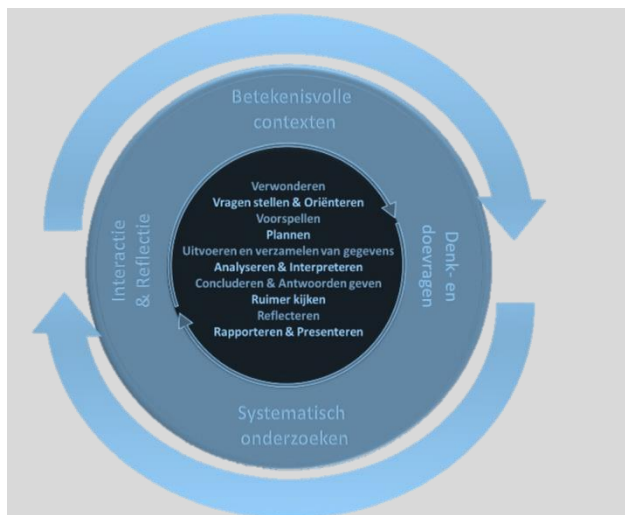 Betekenisvolle
contexten
Interactie
& Reflectie
Verwonderen
Vragen stellen & Oriënteren
Voorspellen
Plannen
Uitvoeren en verzamelen van gegevens
Analyseren & Interpreteren
Concluderen & Antwoorden geven
Ruimer kijken
Reflecteren
Rapporteren & Presenteren
Denk- en
doevragen
Systematisch
onderzoeken